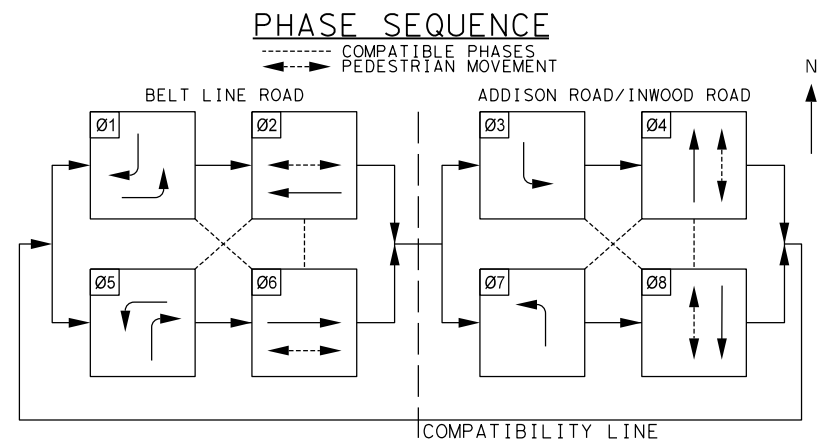 PHASE SEQUENCE
COMPATIBLE PHASES
PEDESTRIAN MOVEMENT
N
BELT LINE ROAD
ADDISON ROAD/INWOOD ROAD
Ø1
Ø2
Ø3
Ø4
Ø5
Ø6
Ø7
Ø8
COMPATIBILITY LINE